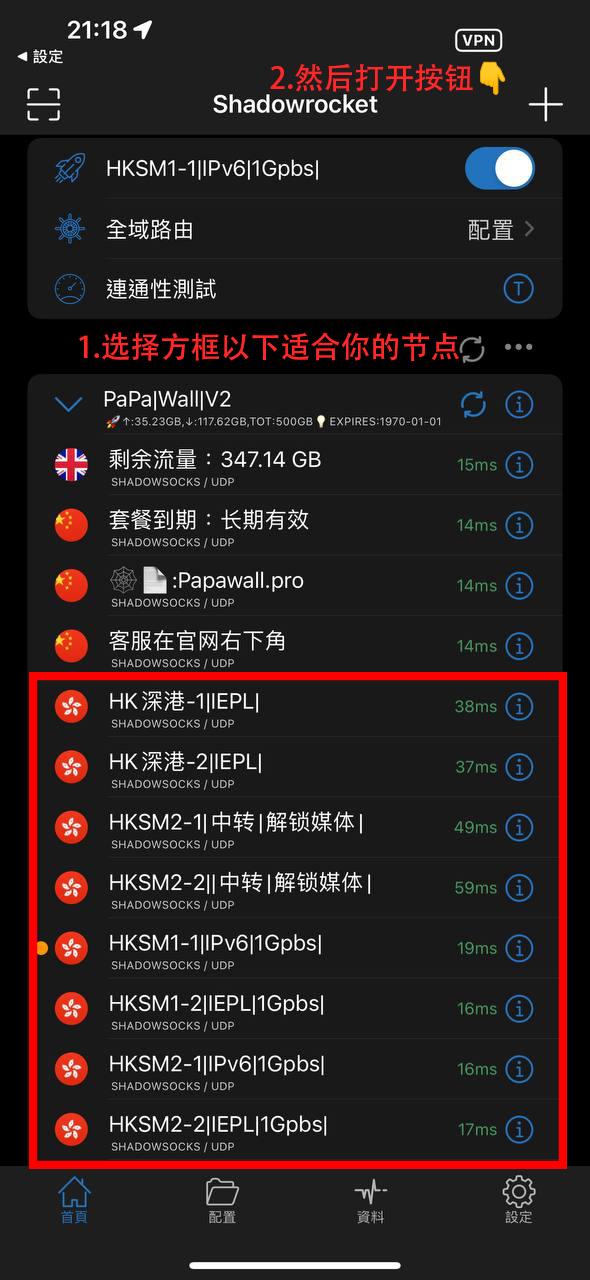 21:18
VPN
◀ 設定
2.然后打开按钮👇
Shadowrocket
HKSM1-1|IPv6|1Gpbs|
全域路由
配置
連通性測試
T
1.选择方框以下适合你的节点
PaPa|Wall|V2
🚀↑:35.23GB,↓:117.62GB,TOT:500GB💡EXPIRES:1970-01-01
剩余流量：347.14 GB
15ms
SHADOWSOCKS / UDP
套餐到期：长期有效
14ms
SHADOWSOCKS / UDP
🕸📄:Papawall.pro
14ms
SHADOWSOCKS / UDP
客服在官网右下角
14ms
SHADOWSOCKS / UDP
HK深港-1|IEPL|
38ms
SHADOWSOCKS / UDP
HK深港-2|IEPL|
37ms
SHADOWSOCKS / UDP
HKSM2-1|中转|解锁媒体|
49ms
SHADOWSOCKS / UDP
HKSM2-2||中转|解锁媒体|
59ms
SHADOWSOCKS / UDP
HKSM1-1|IPv6|1Gpbs|
19ms
SHADOWSOCKS / UDP
HKSM1-2|IEPL|1Gpbs|
16ms
SHADOWSOCKS / UDP
HKSM2-1|IPv6|1Gpbs|
16ms
SHADOWSOCKS / UDP
HKSM2-2|IEPL|1Gpbs|
17ms
SHADOWSOCKS / UDP
首頁
配置
資料
設定